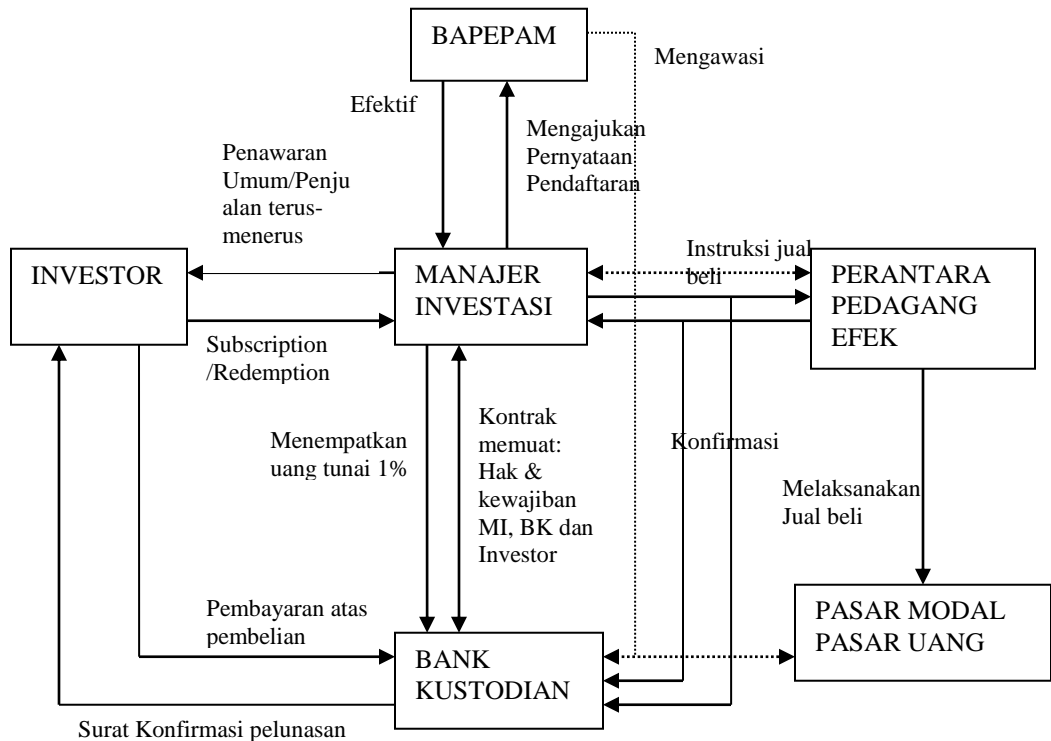 BAPEPAM
Mengawasi
Efektif
Mengajukan
Pernyataan
Pendaftaran
Penawaran
Umum/Penju
alan terus-
menerus
INVESTOR
MANAJER
INVESTASI
Instruksi jual
beli
PERANTARA
PEDAGANG
EFEK
Subscription
/Redemption
Menempatkan
uang tunai 1%
Kontrak
memuat:
Hak &
kewajiban
MI, BK dan
Investor
Konfirmasi
Melaksanakan
Jual beli
Pembayaran atas
pembelian
BANK
KUSTODIAN
PASAR MODAL
PASAR UANG
Surat Konfirmasi pelunasan